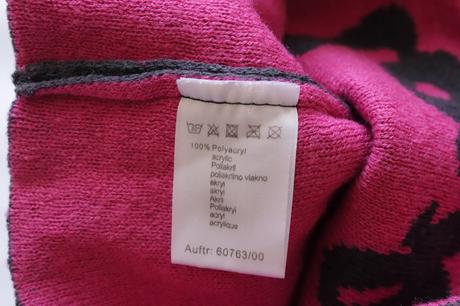 100% Polyacryl
acrylic
Poliakril
poliakrilno vlakno
akryl
akryl
Akril
Poliakryl
acryl
acrylique
Auftr: 60763/00